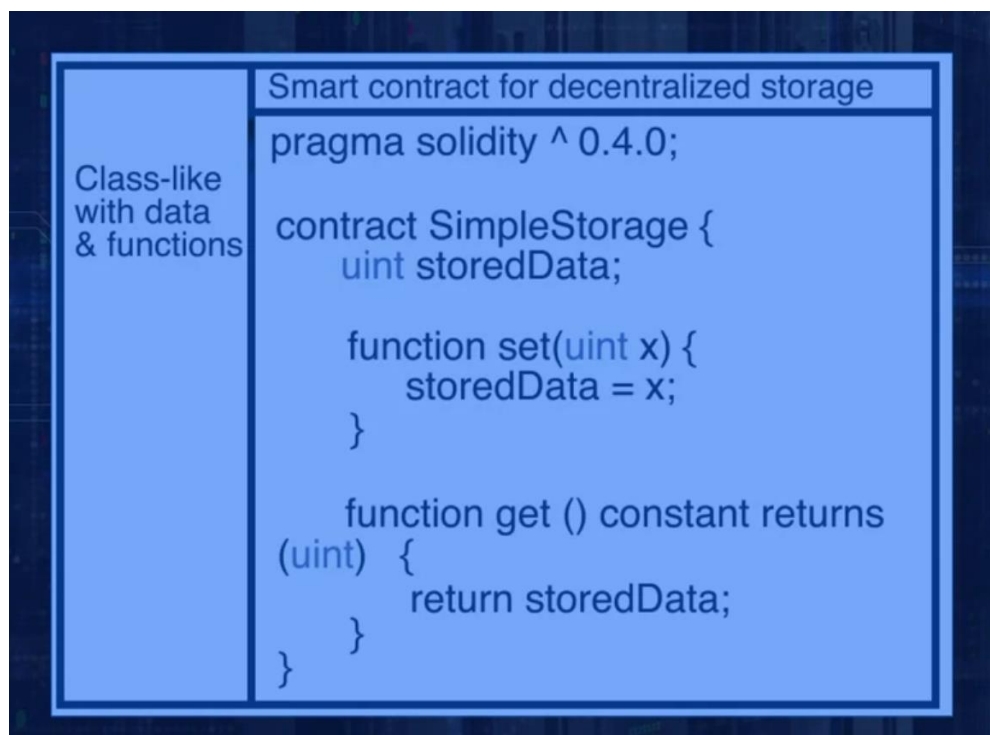 Smart contract for decentralized storage
Class-like
with data
& functions
pragma solidity ^ 0.4.0;
contract SimpleStorage {
uint storedData;
function set(uint x) {
storedData = x;
}
function get () constant returns
(uint) {
return storedData;
}
}